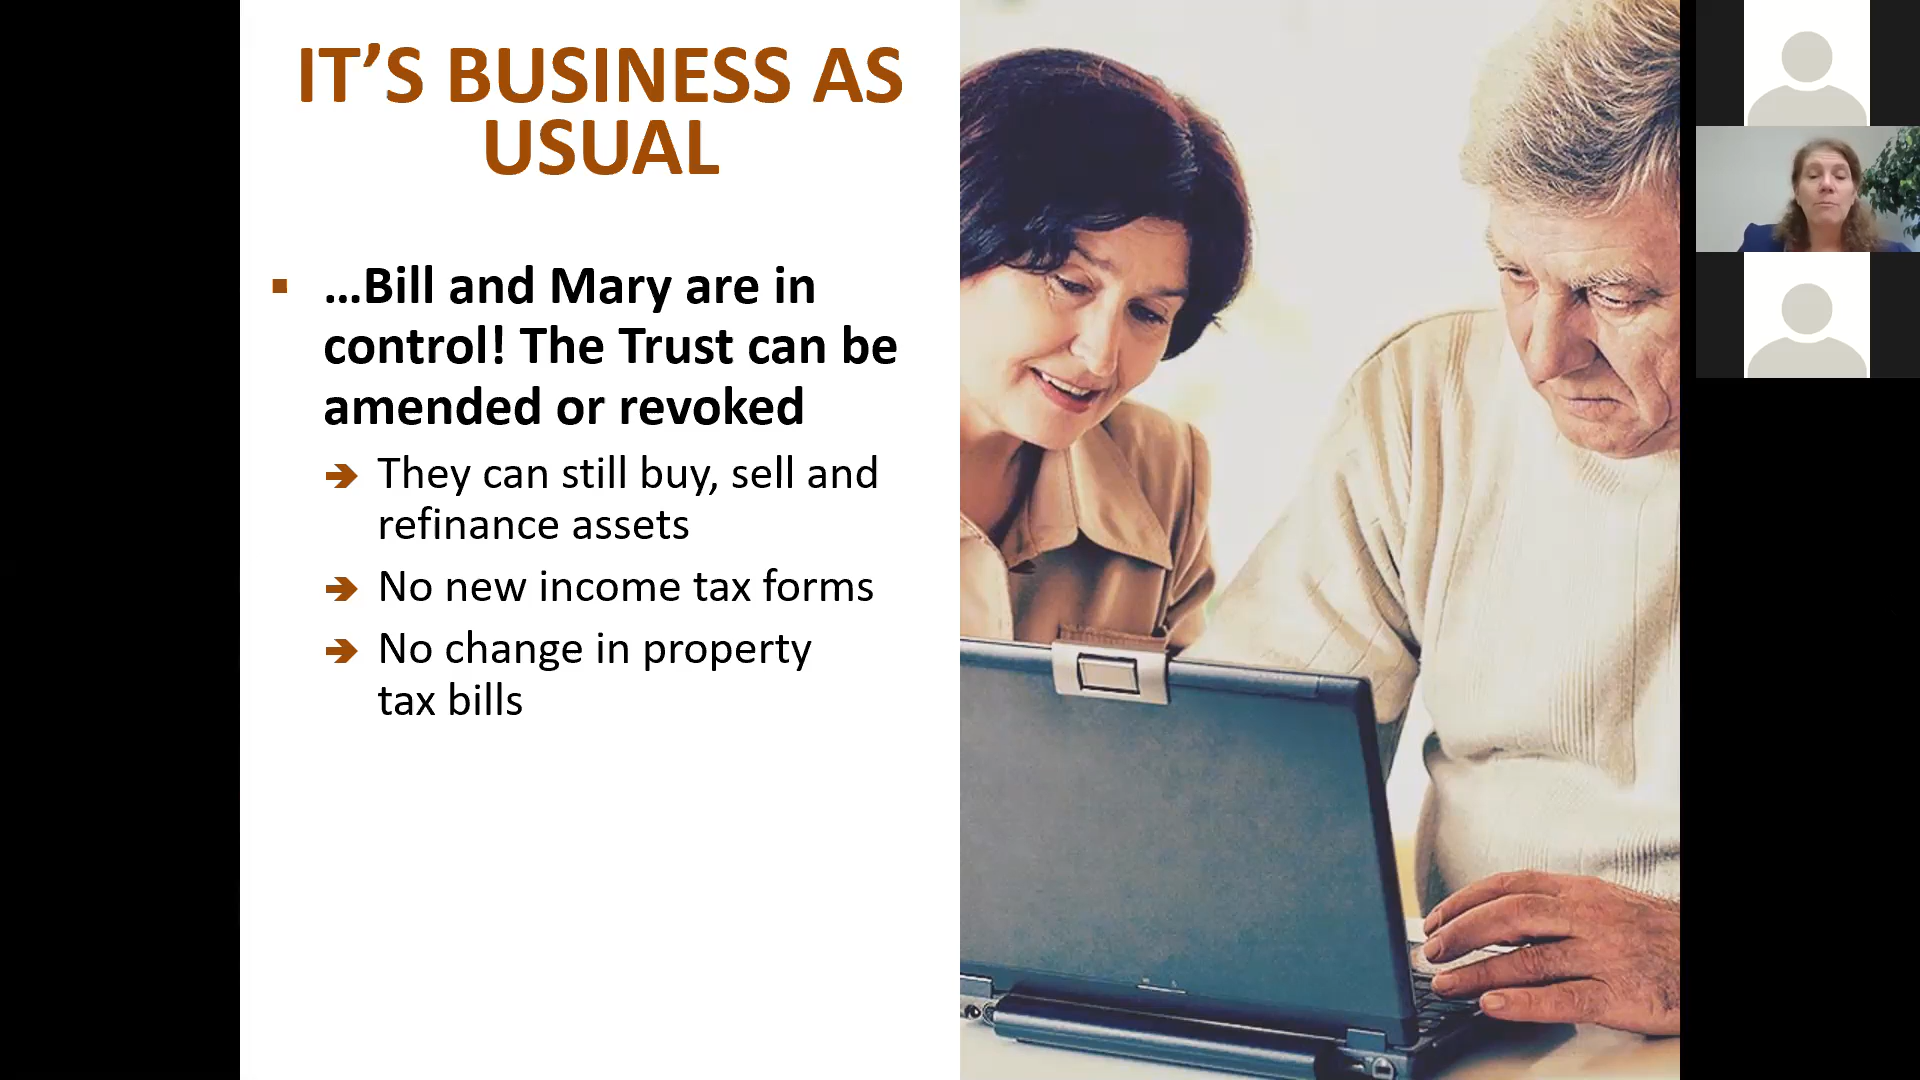 IT’S BUSINESS AS
USUAL
…Bill and Mary are in
control! The Trust can be
amended or revoked
They can still buy, sell and
refinance assets
No new income tax forms
No change in property
tax bills